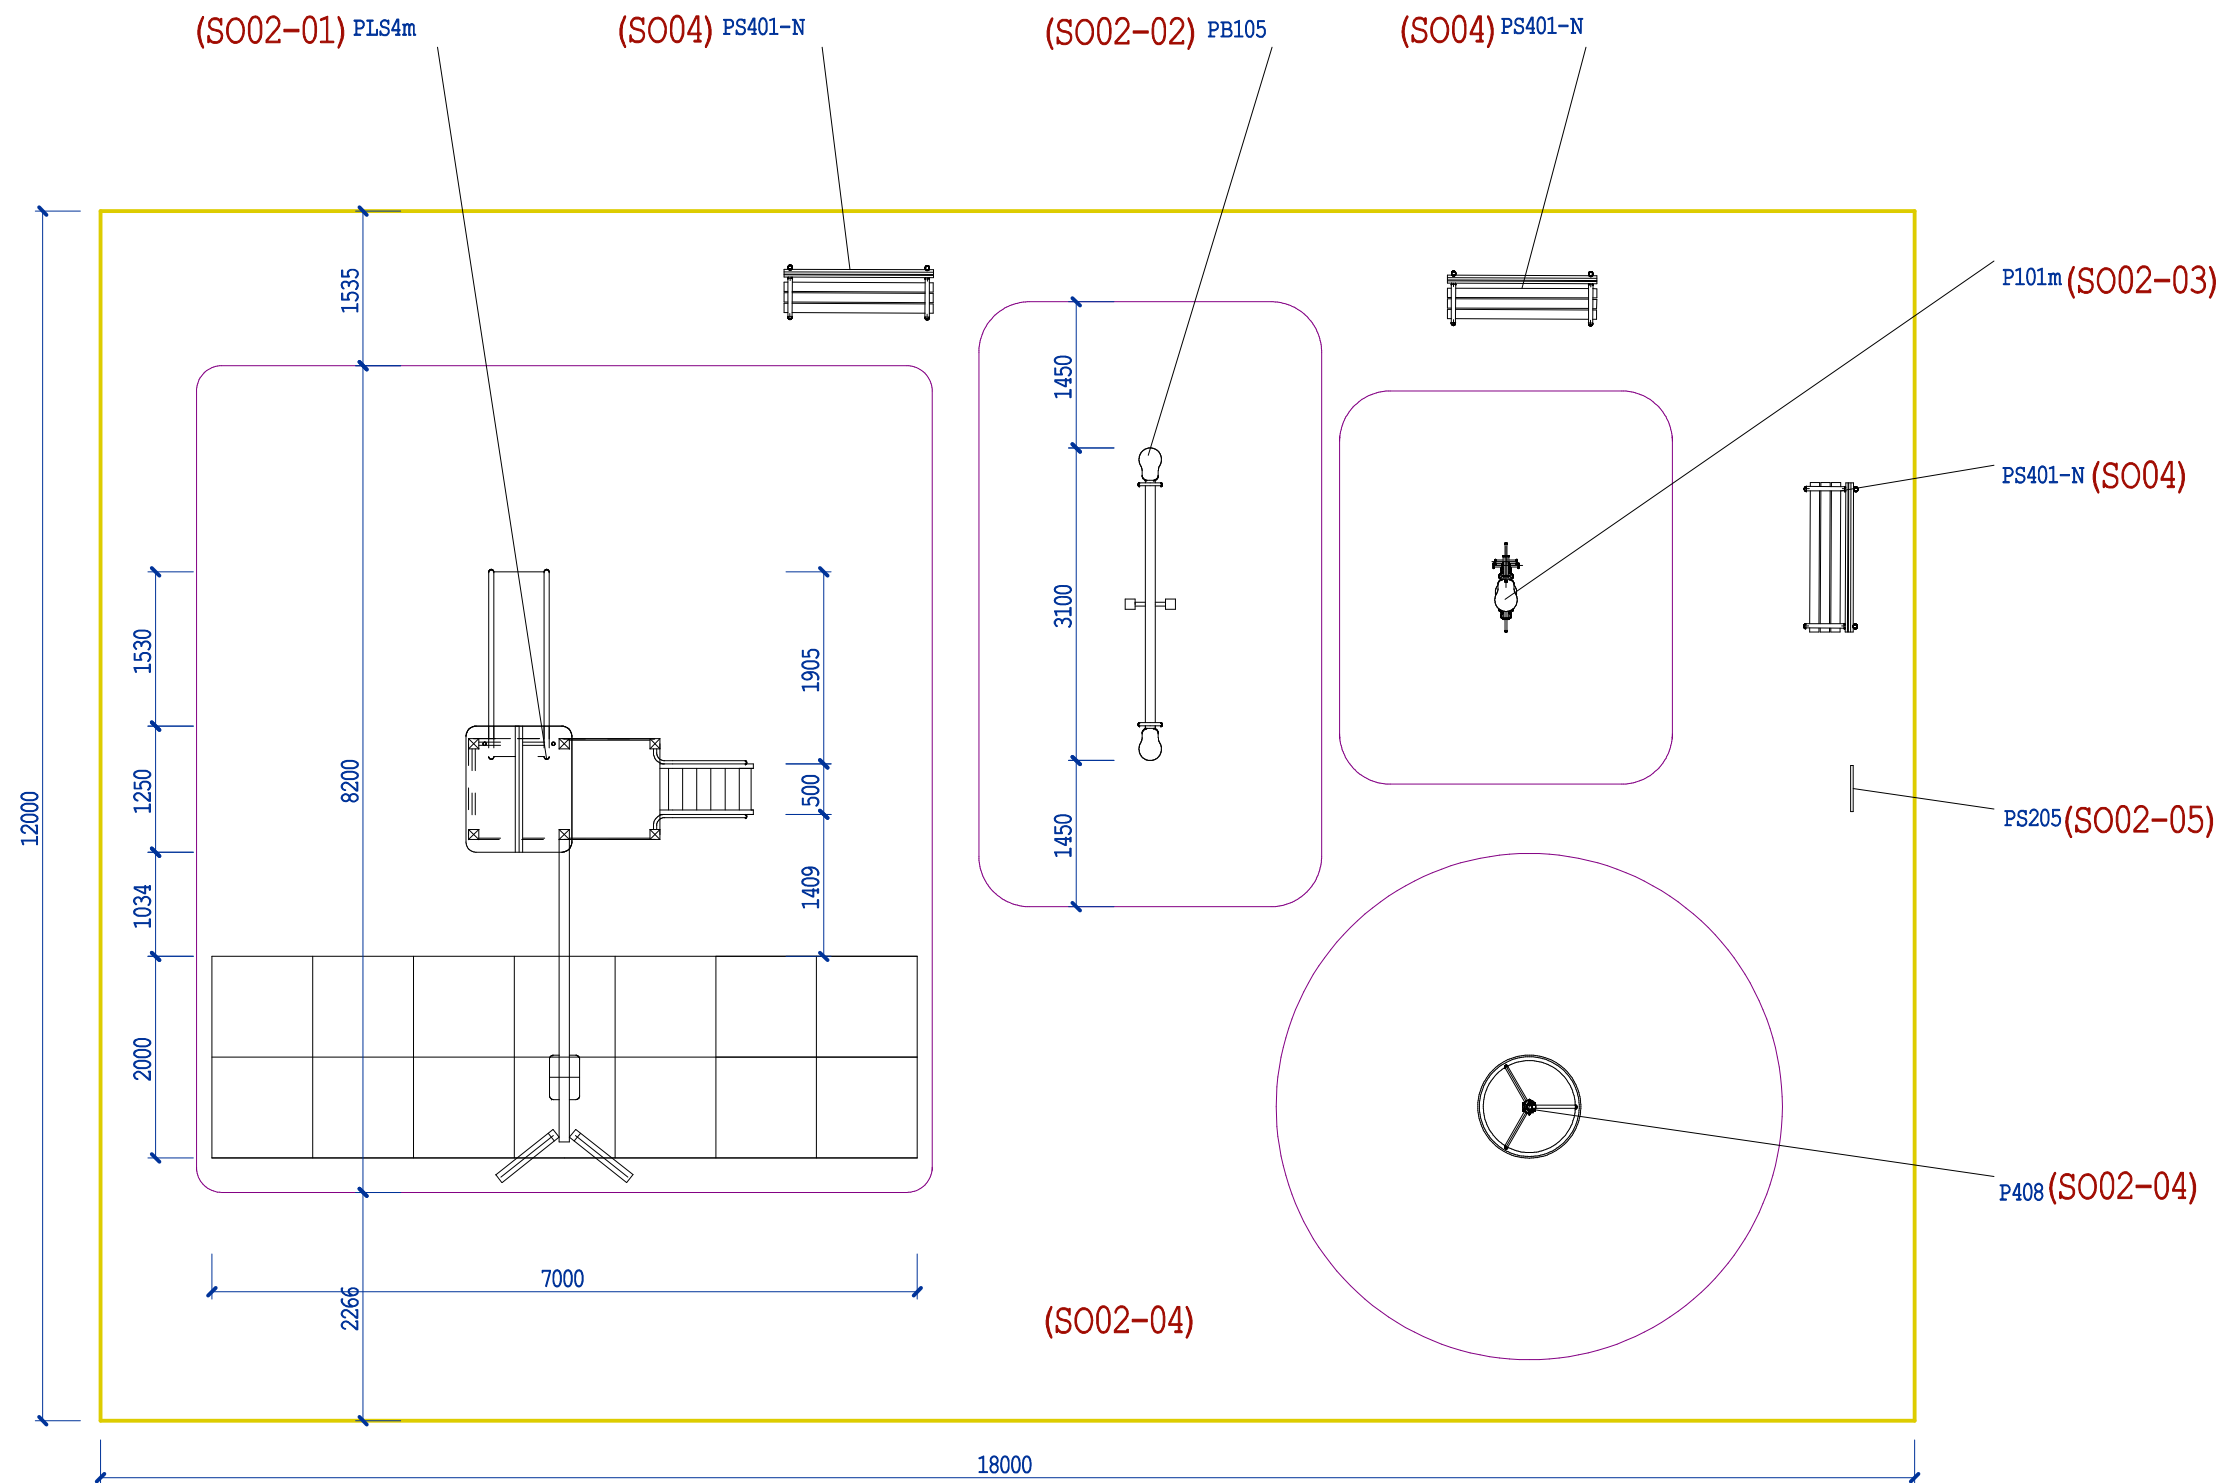 (SO02-01) PLS4m
(SO04) PS401-N
(SO02-02) PB105
(SO04) PS401-N
P101m (SO02-03)
PS401-N (SO04)
PS205 (SO02-05)
P408 (SO02-04)
(SO02-04)
12000
1535
8200
2266
1530
1250
1034
2000
1905
500
1409
1450
3100
1450
7000
18000